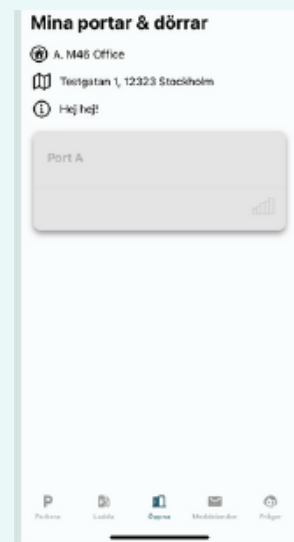 Mina portar & dörrar
A. M46 Office
Testgatan 1, 12323 Stockholm
Hej hej!
Port A
Parkera
Ladda
Öppna
Meddelanden
Frågor